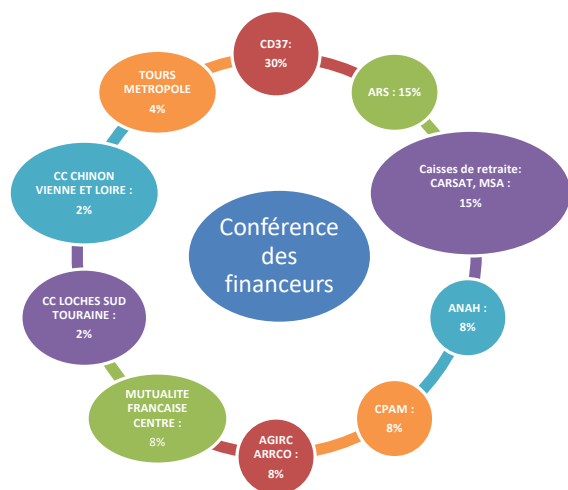 CD37:
30%
ARS : 15%
Caisses de retraite:
CARSAT, MSA :
15%
ANAH :
8%
CPAM :
8%
AGIRC
ARRCO :
8%
MUTUALITE
FRANCAISE
CENTRE :
8%
CC LOCHES SUD
TOURAINE :
2%
CC CHINON
VIENNE ET LOIRE :
2%
TOURS
METROPOLE
4%
Conférence
des
financeurs